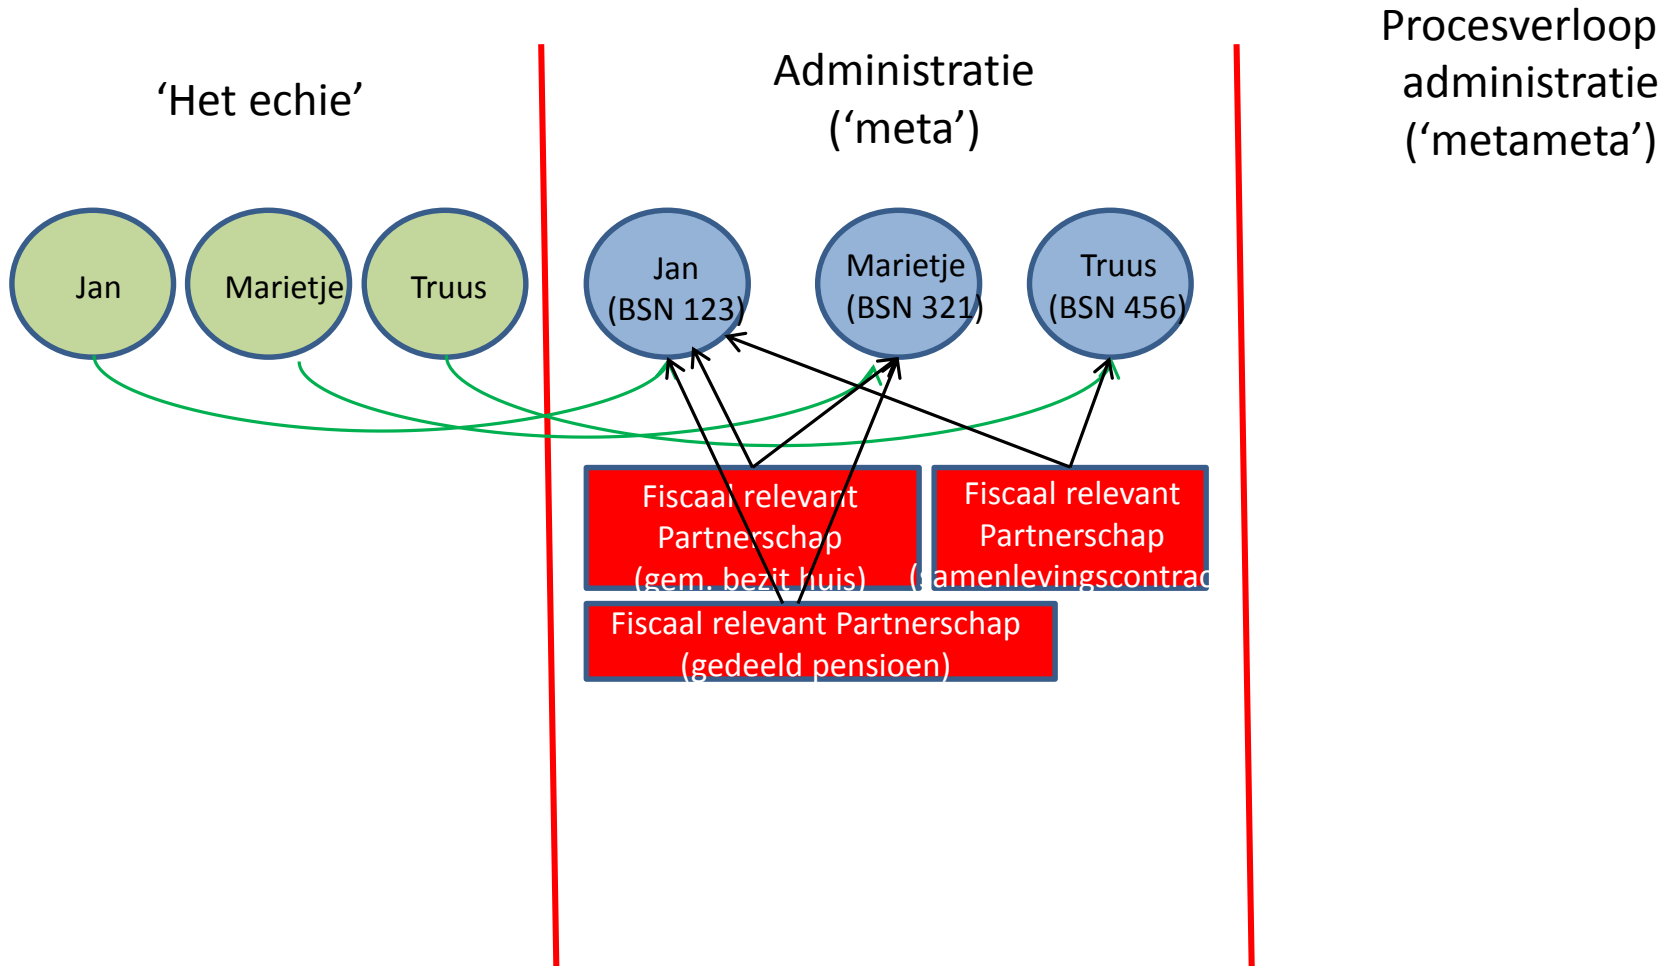 ‘Het echie’
Administratie
(‘meta’)
Procesverloop
administratie
(‘metameta’)
Jan
Marietje
Truus
Jan
(BSN 123)
Marietje
(BSN 321)
Truus
(BSN 456)
Fiscaal relevant
Partnerschap
(gem. bezit huis)
Fiscaal relevant
Partnerschap
(samenlevingscontrac
Fiscaal relevant Partnerschap
(gedeeld pensioen)